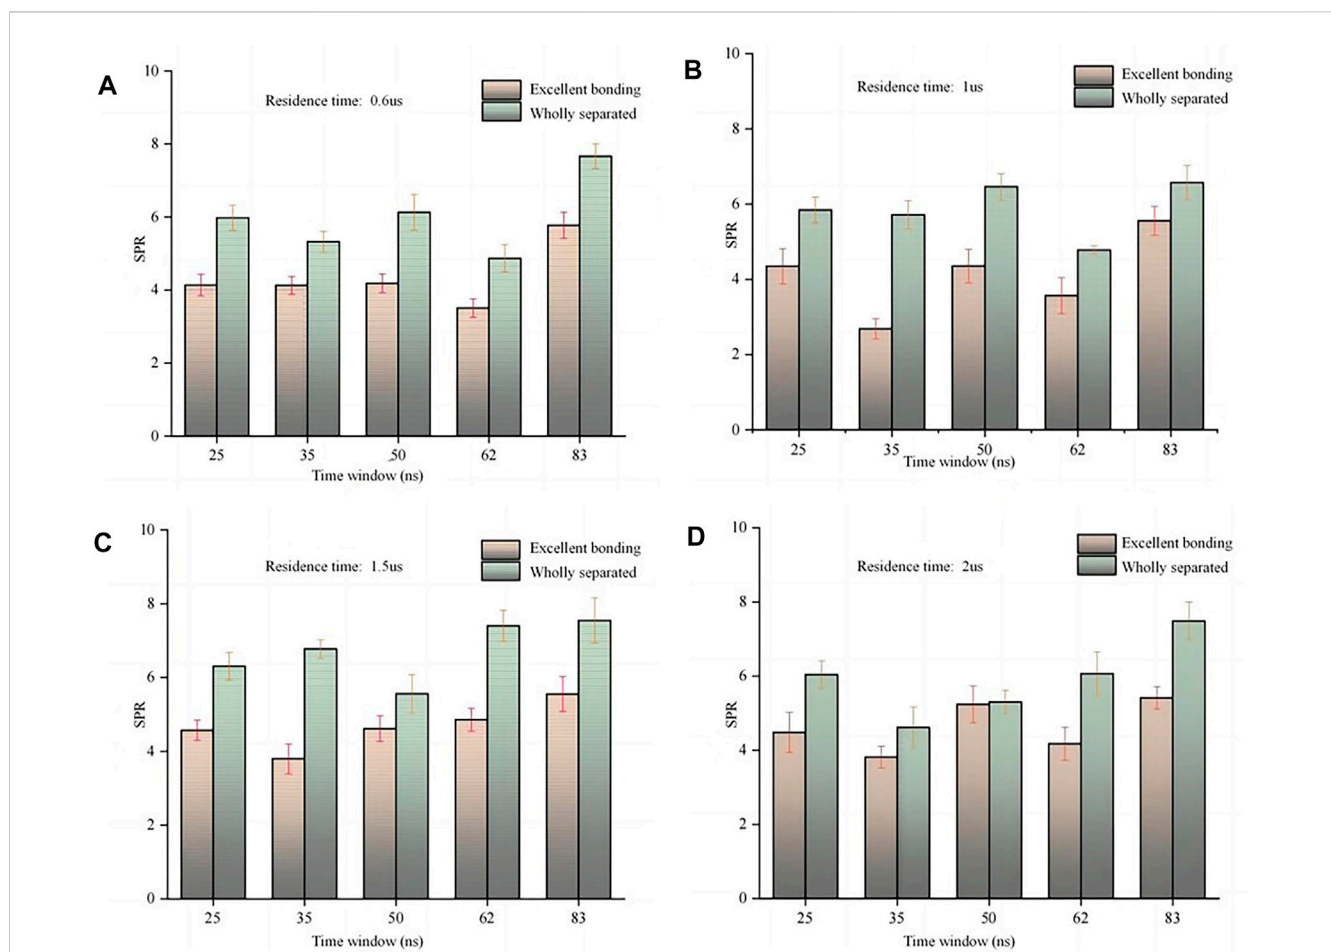 A
Residence time: 0.6us
Excellent bonding
Wholly separated
SPR
10
8
6
4
2
0
25 35 50 62 83
Time window (ns)
B
Residence time: 1us
Excellent bonding
Wholly separated
SPR
10
8
6
4
2
0
25 35 50 62 83
Time window (ns)
C
Residence time: 1.5us
Excellent bonding
Wholly separated
SPR
10
8
6
4
2
0
25 35 50 62 83
Time window (ns)
D
Residence time: 2us
Excellent bonding
Wholly separated
SPR
10
8
6
4
2
0
25 35 50 62 83
Time window (ns)